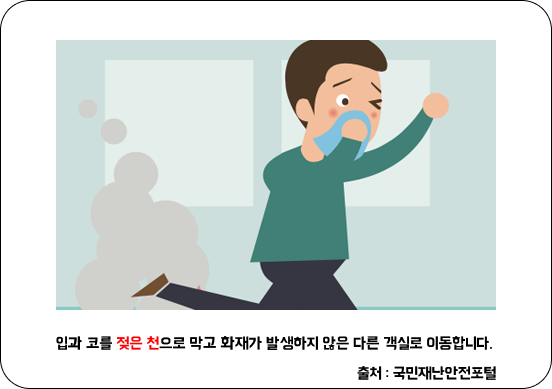 입과 코를 젖은 천으로 막고 화재가 발생하지 않은 다른 객실로 이동합니다.
출처 : 국민재난안전포털